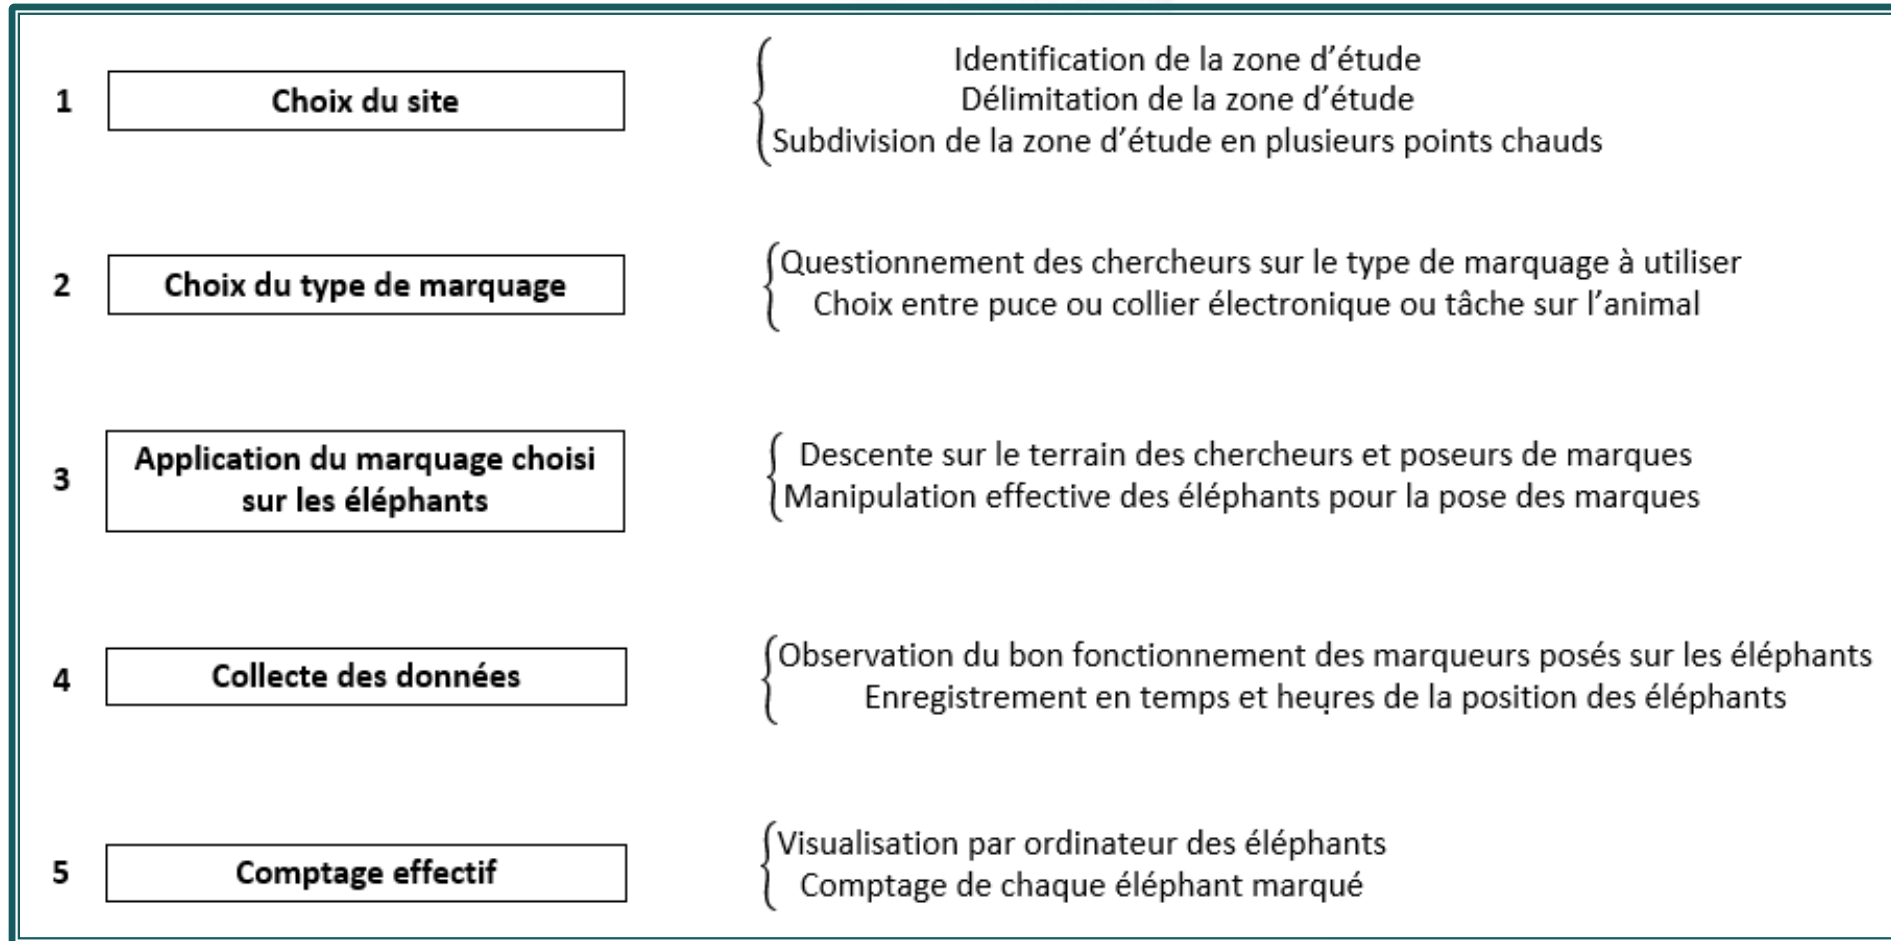 1
Choix du site
Identification de la zone d’étude
Délimitation de la zone d’étude
Subdivision de la zone d’étude en plusieurs points chauds
2
Choix du type de marquage
Questionnement des chercheurs sur le type de marquage à utiliser
Choix entre puce ou collier électronique ou tâche sur l’animal
3
Application du marquage choisi
sur les éléphants
Descente sur le terrain des chercheurs et poseurs de marques
Manipulation effective des éléphants pour la pose des marques
4
Collecte des données
Observation du bon fonctionnement des marqueurs posés sur les éléphants
Enregistrement en temps et heures de la position des éléphants
5
Comptage effectif
Visualisation par ordinateur des éléphants
Comptage de chaque éléphant marqué